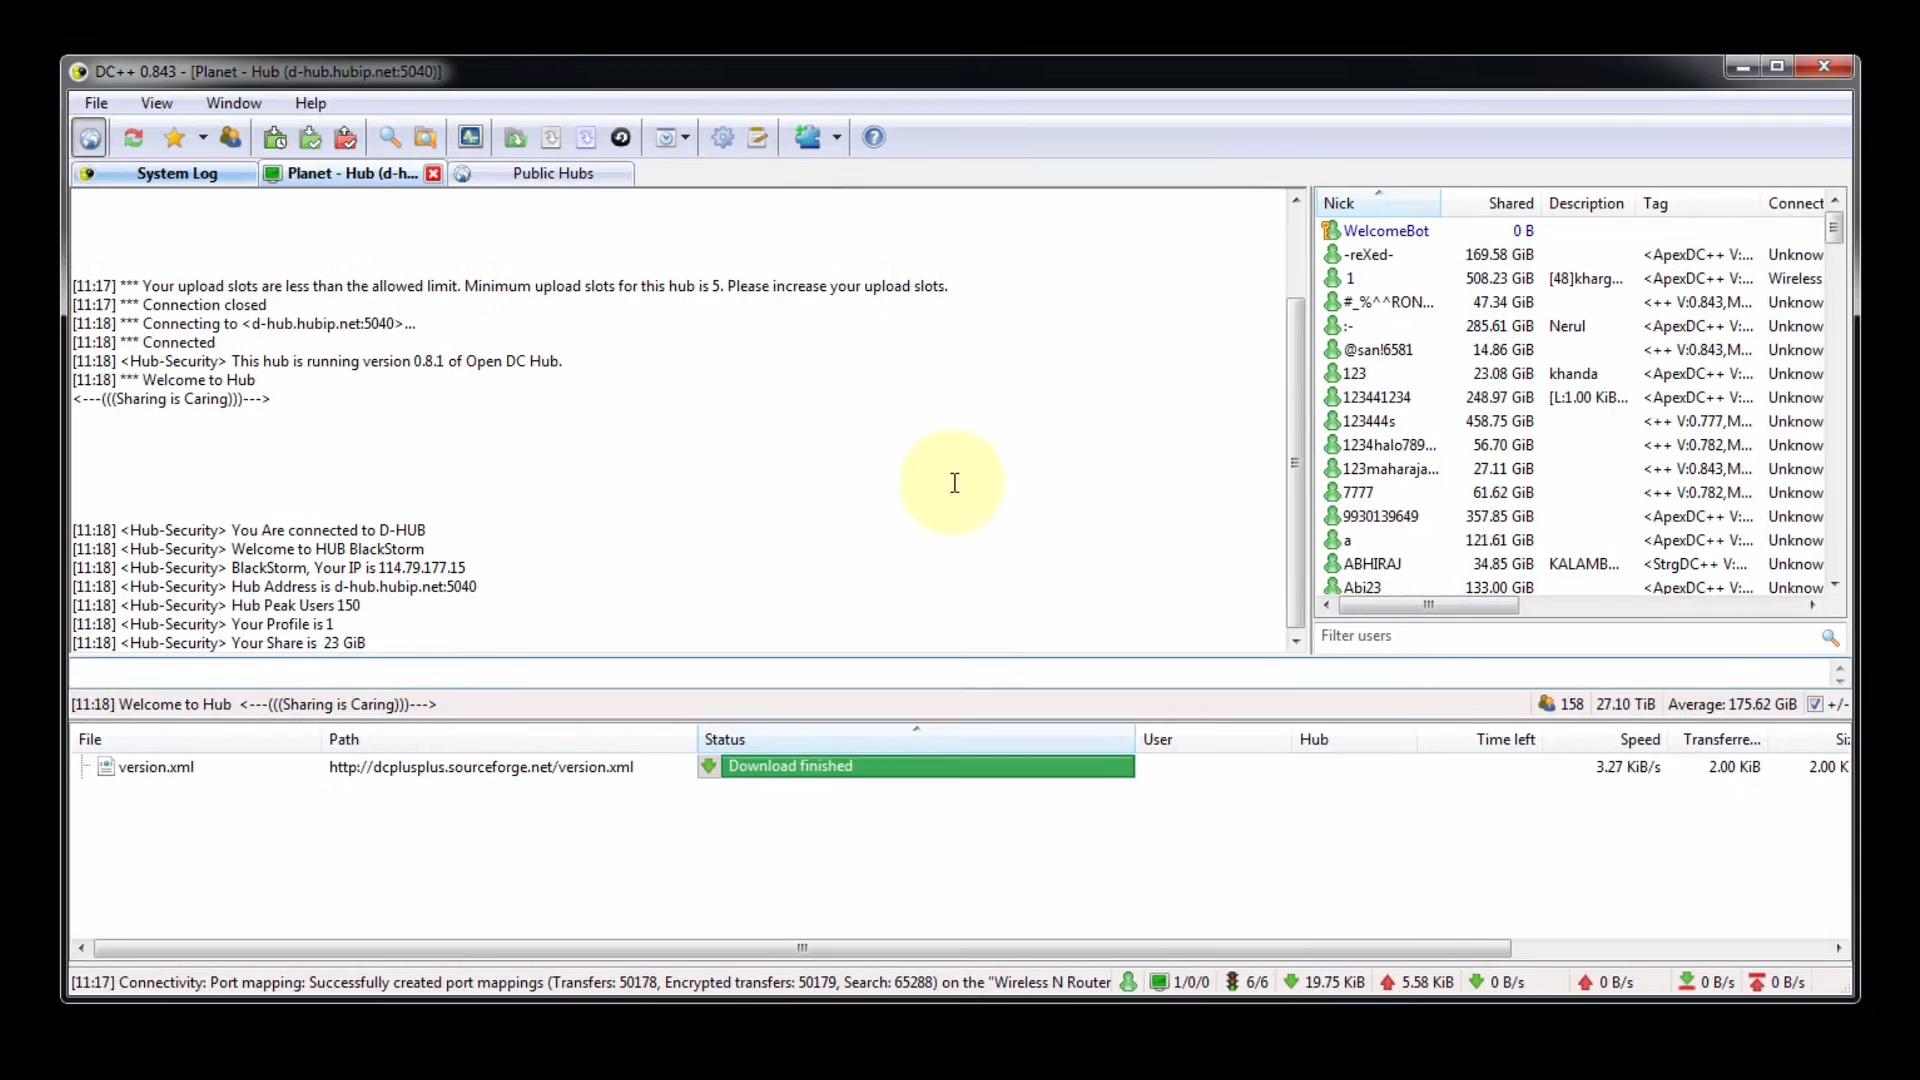 DC++ 0.843 - [Planet - Hub (d-hub.hubip.net:5040)]
File View Window Help
System Log
Planet - Hub (d-h...
Public Hubs
[11:17] *** Your upload slots are less than the allowed limit. Minimum upload slots for this hub is 5. Please increase your upload slots.
[11:17] *** Connection closed
[11:18] *** Connecting to <d-hub.hubip.net:5040>...
[11:18] *** Connected
[11:18] <Hub-Security> This hub is running version 0.8.1 of Open DC Hub.
[11:18] *** Welcome to Hub
<---(((Sharing is Caring)))--->
[11:18] <Hub-Security> You Are connected to D-HUB
[11:18] <Hub-Security> Welcome to HUB BlackStorm
[11:18] <Hub-Security> BlackStorm, Your IP is 114.79.177.15
[11:18] <Hub-Security> Hub Address is d-hub.hubip.net:5040
[11:18] <Hub-Security> Hub Peak Users 150
[11:18] <Hub-Security> Your Profile is 1
[11:18] <Hub-Security> Your Share is  23 GiB
Nick Shared Description Tag Connect
WelcomeBot 0 B
-reXed- 169.58 GiB <ApexDC++ V:... Unknow
1 508.23 GiB [48]kharg... <ApexDC++ V:... Wireless
#_%^^RON... 47.34 GiB <++ V:0.843,M... Unknow
:- 285.61 GiB Nerul <ApexDC++ V:... Unknow
@san!6581 14.86 GiB <++ V:0.843,M... Unknow
123 23.08 GiB khanda <ApexDC++ V:... Unknow
123441234 248.97 GiB [L:1.00 KiB... <ApexDC++ V:... Unknow
123444s 458.75 GiB <++ V:0.777,M... Unknow
1234halo789... 56.70 GiB <++ V:0.782,M... Unknow
123maharaja... 27.11 GiB <++ V:0.843,M... Unknow
7777 61.62 GiB <++ V:0.782,M... Unknow
9930139649 357.85 GiB <ApexDC++ V:... Unknow
a 121.61 GiB <ApexDC++ V:... Unknow
ABHIRAJ 34.85 GiB KALAMB... <StrgDC++ V:... Unknow
Abi23 133.00 GiB <ApexDC++ V:... Unknow
Filter users
[11:18] Welcome to Hub  <---(((Sharing is Caring)))---> 158 27.10 TiB Average: 175.62 GiB +/-
File Path Status User Hub Time left Speed Transferre... Siz
version.xml http://dcplusplus.sourceforge.net/version.xml Download finished 3.27 KiB/s 2.00 KiB 2.00 K
[11:17] Connectivity: Port mapping: Successfully created port mappings (Transfers: 50178, Encrypted transfers: 50179, Search: 65288) on the "Wireless N Router 1/0/0 6/6 19.75 KiB 5.58 KiB 0 B/s 0 B/s 0 B/s 0 B/s